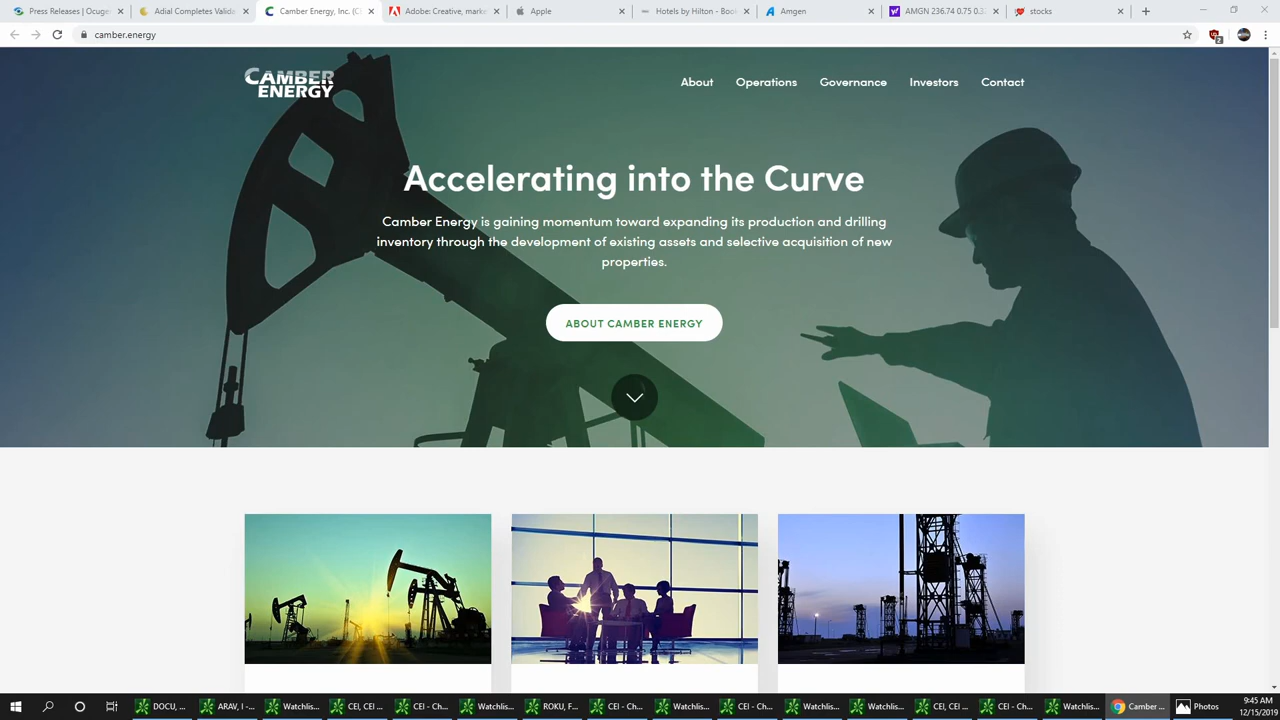 Press Releases | Ocuge
Adial Completes Valida
Camber Energy, Inc. (C
Adobe: Creative, marke
Apple
Hotels by Hilton - Book
Amgen
AMGN 236.74 0.75 0.3
stocks
camber.energy
2
CAMBER
ENERGY
About
Operations
Governance
Investors
Contact
Accelerating into the Curve
Camber Energy is gaining momentum toward expanding its production and drilling
inventory through the development of existing assets and selective acquisition of new
properties.
ABOUT CAMBER ENERGY
DOCU, ...
ARAV, I -...
Watchlis...
CEI, CEI ...
CEI - Ch...
Watchlis...
ROKU, F...
CEI - Ch...
Watchlis...
CEI - Ch...
Watchlis...
Watchlis...
CEI, CEI ...
CEI - Ch...
Watchlis...
Camber ...
Photos
9:45 AM
12/15/2019